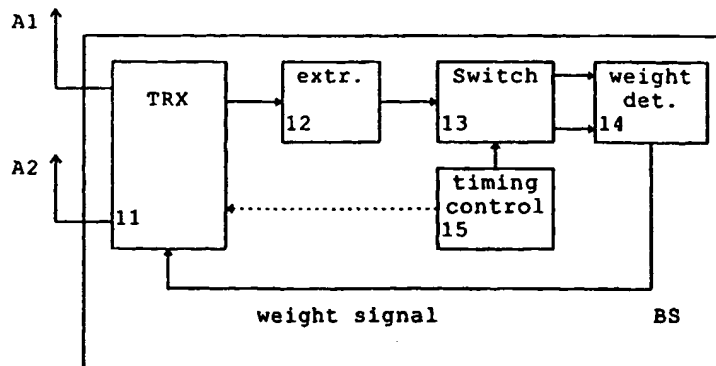 A1
TRX
11
extr.
12
Switch
13
weight
det.
14
A2
timing
control
15
weight signal
BS